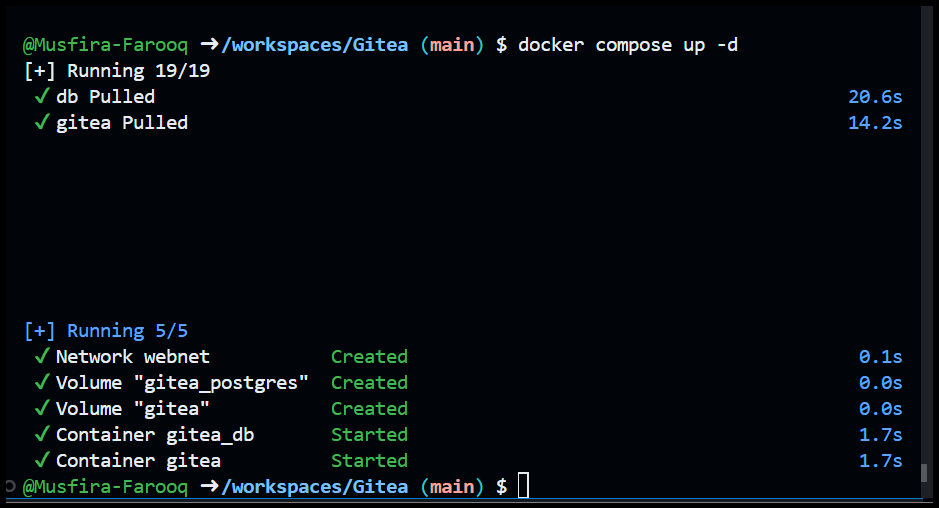 @Musfira-Farooq ➜/workspaces/Gitea (main) $ docker compose up -d
[+] Running 19/19
✓ db Pulled 20.6s
✓ gitea Pulled 14.2s
[+] Running 5/5
✓ Network webnet Created 0.1s
✓ Volume "gitea_postgres" Created 0.0s
✓ Volume "gitea" Created 0.0s
✓ Container gitea_db Started 1.7s
✓ Container gitea Started 1.7s
@Musfira-Farooq ➜/workspaces/Gitea (main) $